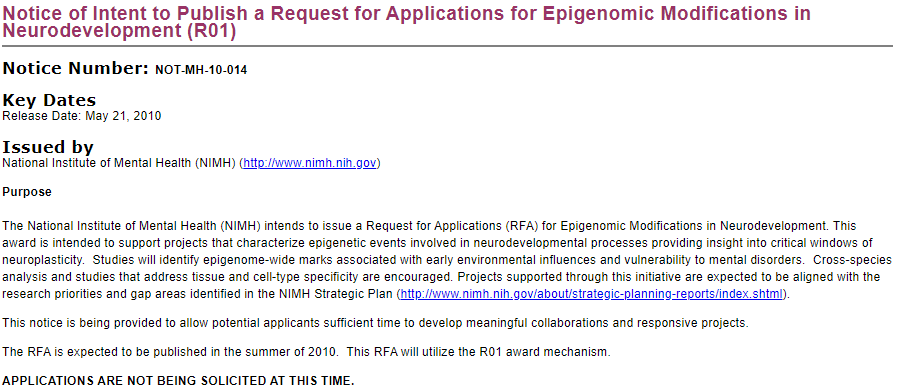 Notice of Intent to Publish a Request for Applications for Epigenomic Modifications in
Neurodevelopment (R01)
Notice Number: NOT-MH-10-014
Key Dates
Release Date: May 21, 2010
Issued by
National Institute of Mental Health (NIMH) (http://www.nimh.nih.gov)
Purpose
The National Institute of Mental Health (NIMH) intends to issue a Request for Applications (RFA) for Epigenomic Modifications in Neurodevelopment. This
award is intended to support projects that characterize epigenetic events involved in neurodevelopmental processes providing insight into critical windows of
neuroplasticity.  Studies will identify epigenome-wide marks associated with early environmental influences and vulnerability to mental disorders.  Cross-species
analysis and studies that address tissue and cell-type specificity are encouraged. Projects supported through this initiative are expected to be aligned with the
research priorities and gap areas identified in the NIMH Strategic Plan (http://www.nimh.nih.gov/about/strategic-planning-reports/index.shtml).
This notice is being provided to allow potential applicants sufficient time to develop meaningful collaborations and responsive projects.
The RFA is expected to be published in the summer of 2010.  This RFA will utilize the R01 award mechanism.
APPLICATIONS ARE NOT BEING SOLICITED AT THIS TIME.